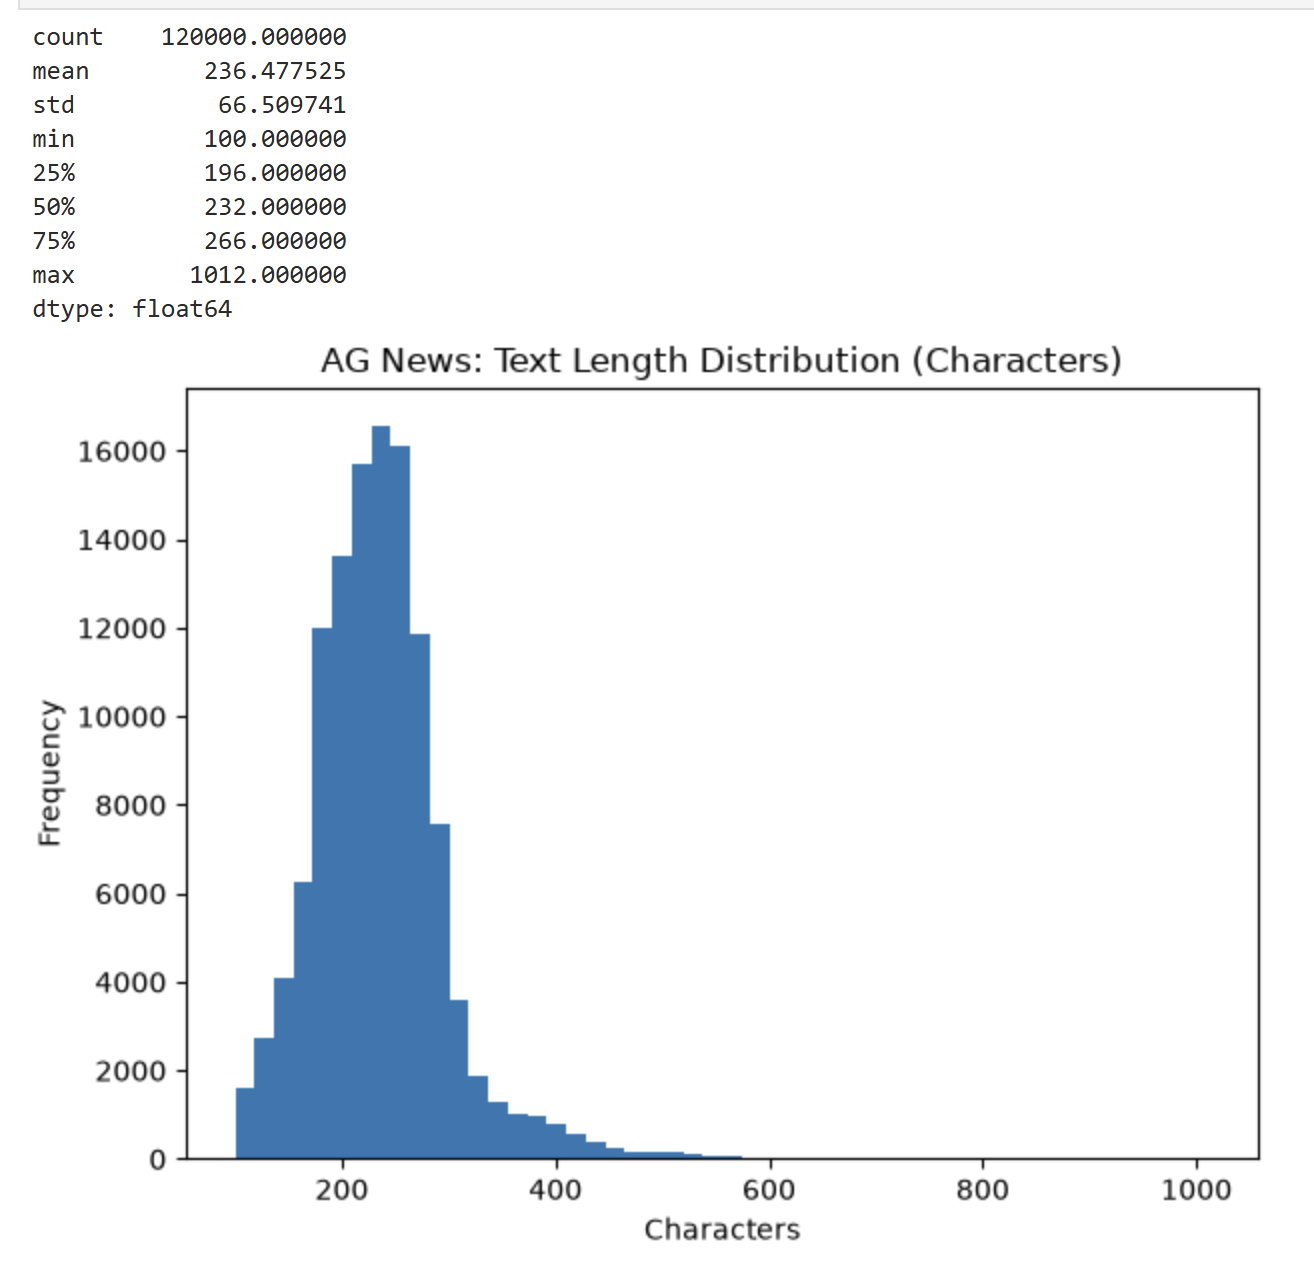 count 120000.000000
mean 236.477525
std 66.509741
min 100.000000
25% 196.000000
50% 232.000000
75% 266.000000
max 1012.000000
dtype: float64
AG News: Text Length Distribution (Characters)
16000
14000
12000
10000
8000
6000
4000
2000
0
Frequency
200 400 600 800 1000
Characters